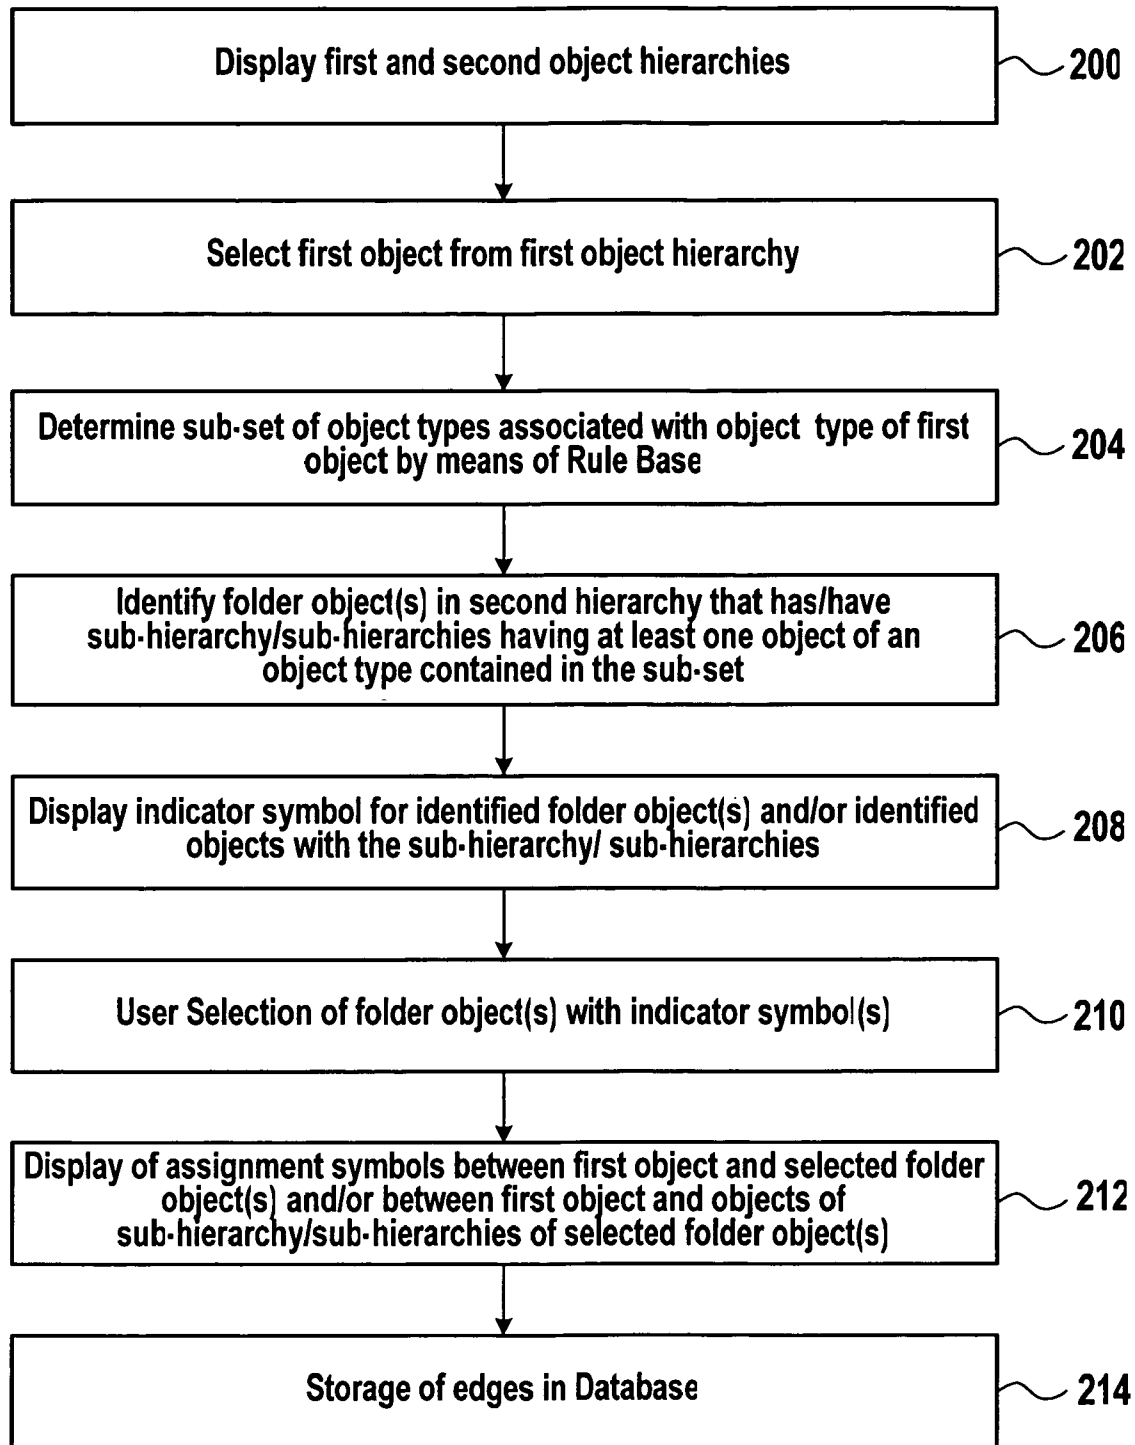 Display first and second object hierarchies
200
Select first object from first object hierarchy
202
Determine sub-set of object types associated with object type of first
object by means of Rule Base
204
Identify folder object(s) in second hierarchy that has/have
sub-hierarchy/sub-hierarchies having at least one object of an
object type contained in the sub-set
206
Display indicator symbol for identified folder object(s) and/or identified
objects with the sub-hierarchy/ sub-hierarchies
208
User Selection of folder object(s) with indicator symbol(s)
210
Display of assignment symbols between first object and selected folder
object(s) and/or between first object and objects of
sub-hierarchy/sub-hierarchies of selected folder object(s)
212
Storage of edges in Database
214